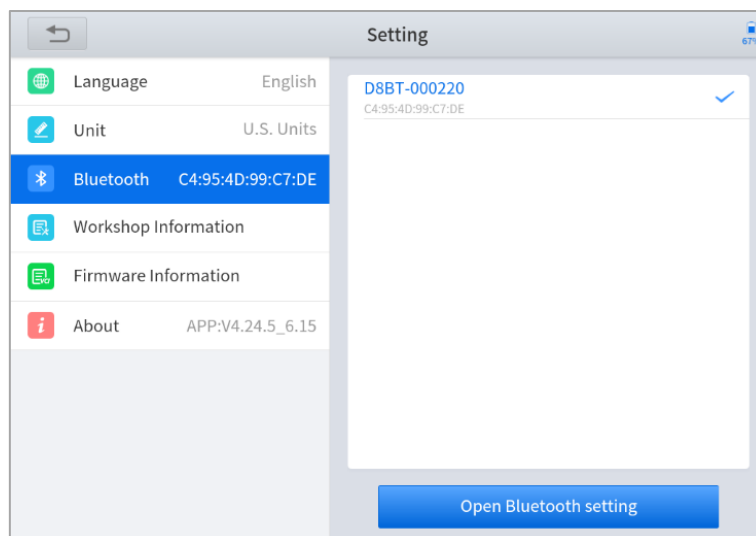 Setting
67%
Language English
Unit U.S. Units
Bluetooth C4:95:4D:99:C7:DE
Workshop Information
Firmware Information
About APP:V4.24.5_6.15
D8BT-000220
C4:95:4D:99:C7:DE
Open Bluetooth setting